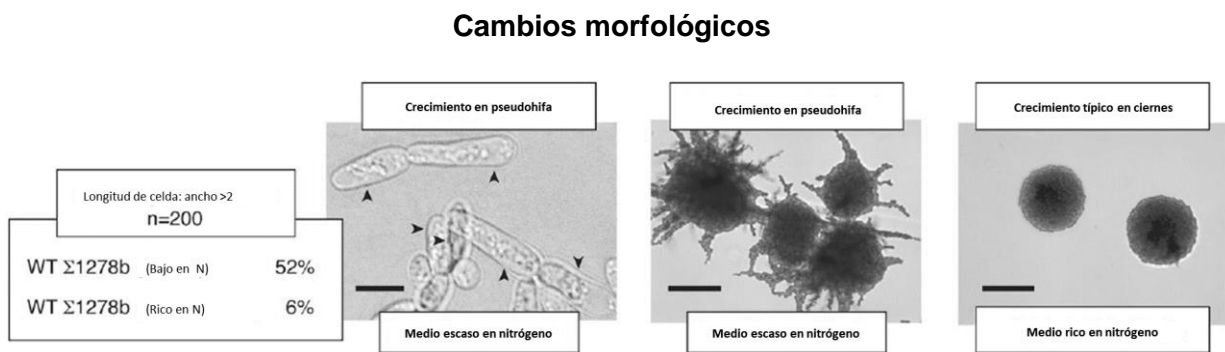 Cambios morfológicos
Longitud de celda: ancho >2
n=200
WT Σ1278b (Bajo en N) 52%
WT Σ1278b (Rico en N) 6%
Crecimiento en pseudohifa
Medio escaso en nitrógeno
Crecimiento en pseudohifa
Medio escaso en nitrógeno
Crecimiento típico en ciernes
Medio rico en nitrógeno